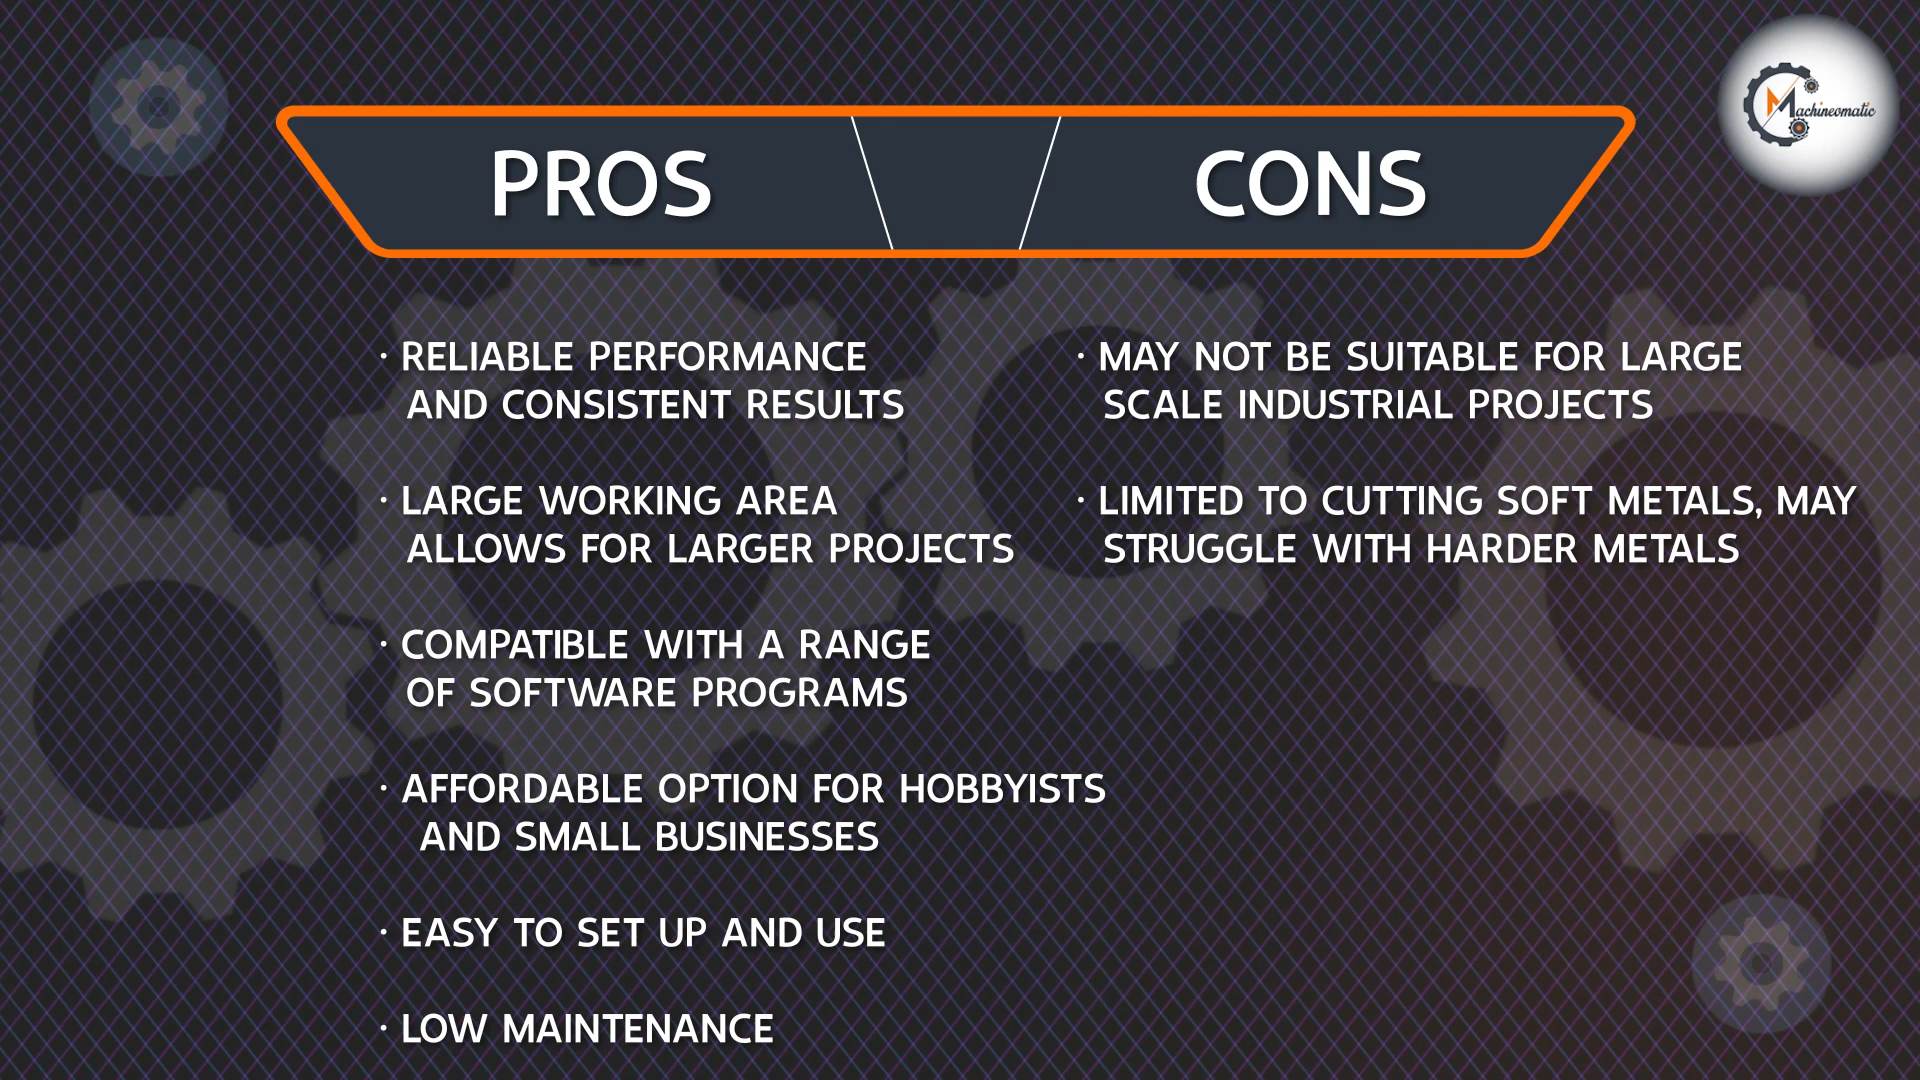 Machineomatic
PROS
CONS
· RELIABLE PERFORMANCE
AND CONSISTENT RESULTS
· LARGE WORKING AREA
ALLOWS FOR LARGER PROJECTS
· COMPATIBLE WITH A RANGE
OF SOFTWARE PROGRAMS
· AFFORDABLE OPTION FOR HOBBYISTS
AND SMALL BUSINESSES
· EASY TO SET UP AND USE
· LOW MAINTENANCE
· MAY NOT BE SUITABLE FOR LARGE
SCALE INDUSTRIAL PROJECTS
· LIMITED TO CUTTING SOFT METALS, MAY
STRUGGLE WITH HARDER METALS